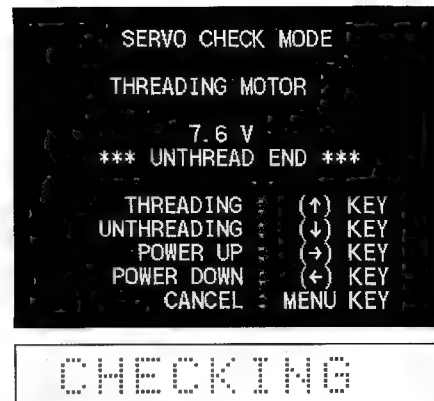 SERVO CHECK MODE
THREADING MOTOR
7.6 V
*** UNTHREAD END ***
THREADING : (↑) KEY
UNTHREADING : (↓) KEY
POWER UP : (→) KEY
POWER DOWN : (←) KEY
CANCEL : MENU KEY
CHECKING